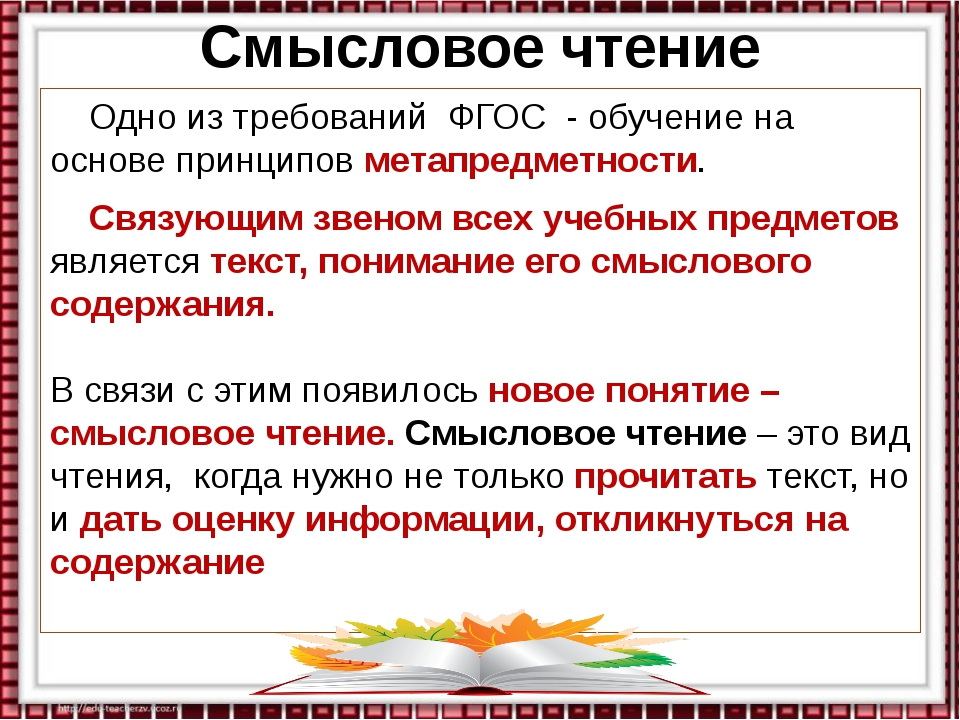 Смысловое чтение
Одно из требований ФГОС - обучение на
основе принципов метапредметности.
Связующим звеном всех учебных предметов
является текст, понимание его смыслового
содержания.
В связи с этим появилось новое понятие –
смысловое чтение. Смысловое чтение – это вид
чтения, когда нужно не только прочитать текст, но
и дать оценку информации, откликнуться на
содержание
http://edu-teacherzv.ucoz.ru